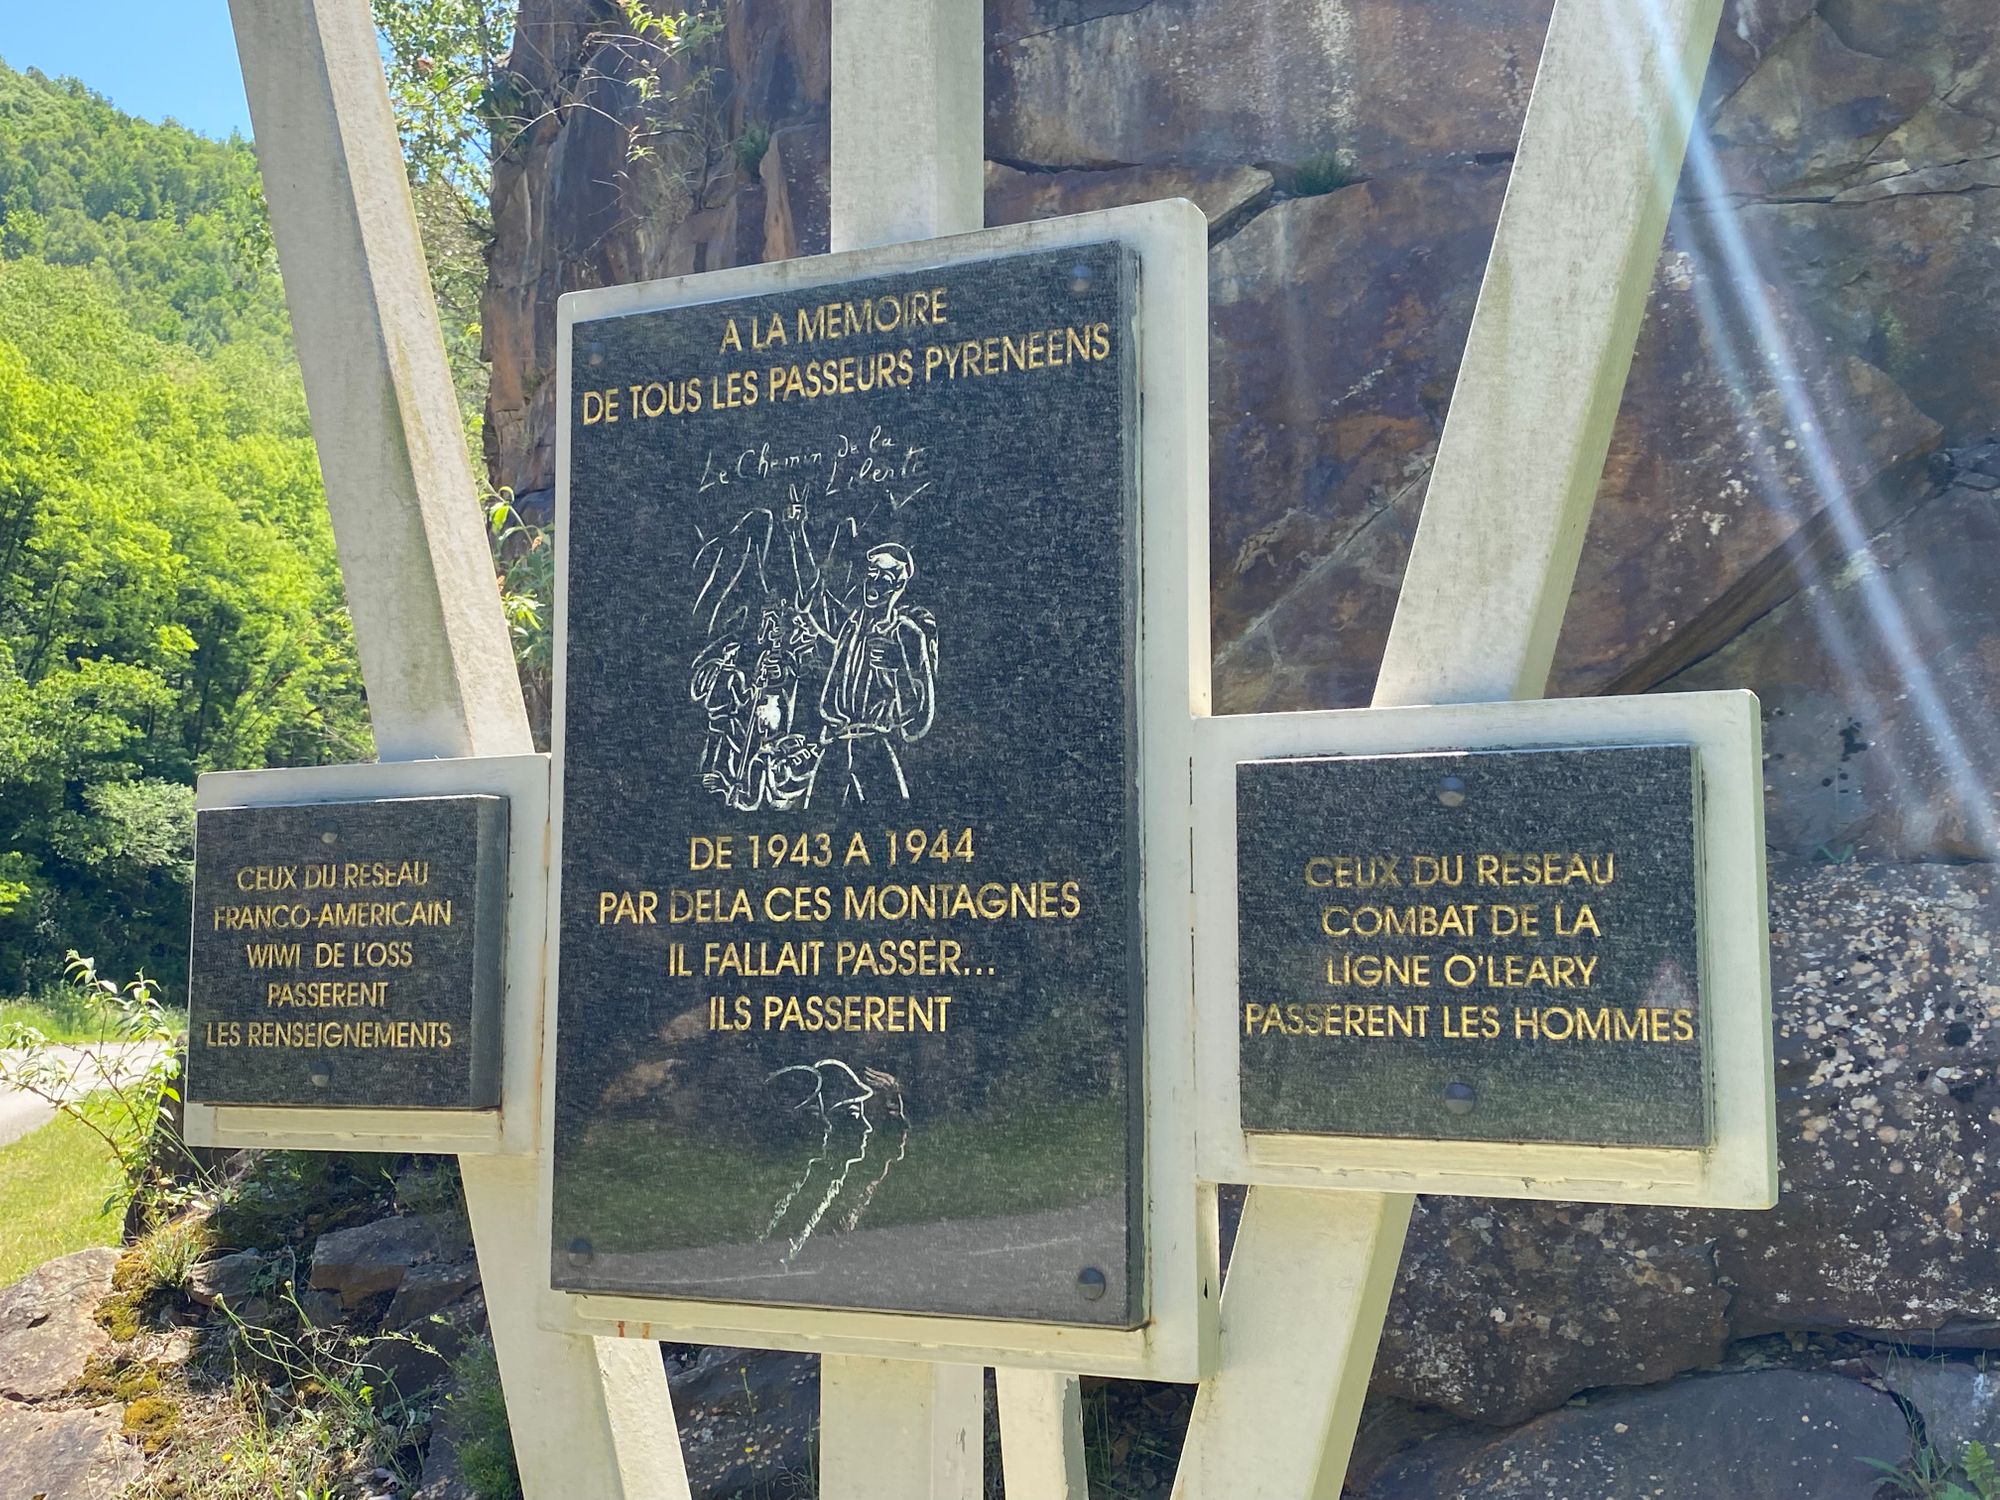 A LA MEMOIRE
DE TOUS LES PASSEURS PYRENEENS
Le Chemin de la
Liberté
DE 1943 A 1944
PAR DELA CES MONTAGNES
IL FALLAIT PASSER...
ILS PASSERENT
CEUX DU RESEAU
FRANCO-AMERICAIN
WIWI DE L'OSS
PASSERENT
LES RENSEIGNEMENTS
CEUX DU RESEAU
COMBAT DE LA
LIGNE O'LEARY
PASSERENT LES HOMMES